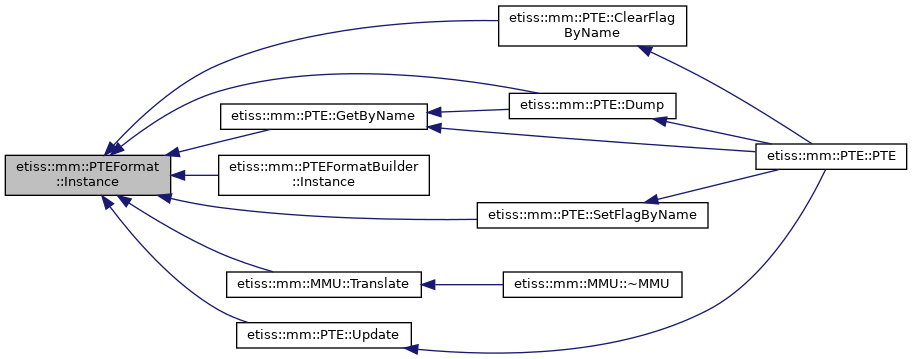 etiss::mm::PTE::ClearFlag
ByName
etiss::mm::PTE::Dump
etiss::mm::PTE::GetByName
etiss::mm::PTE::PTE
etiss::mm::PTEFormat
::Instance
etiss::mm::PTEFormatBuilder
::Instance
etiss::mm::PTE::SetFlagByName
etiss::mm::MMU::Translate
etiss::mm::MMU::~MMU
etiss::mm::PTE::Update